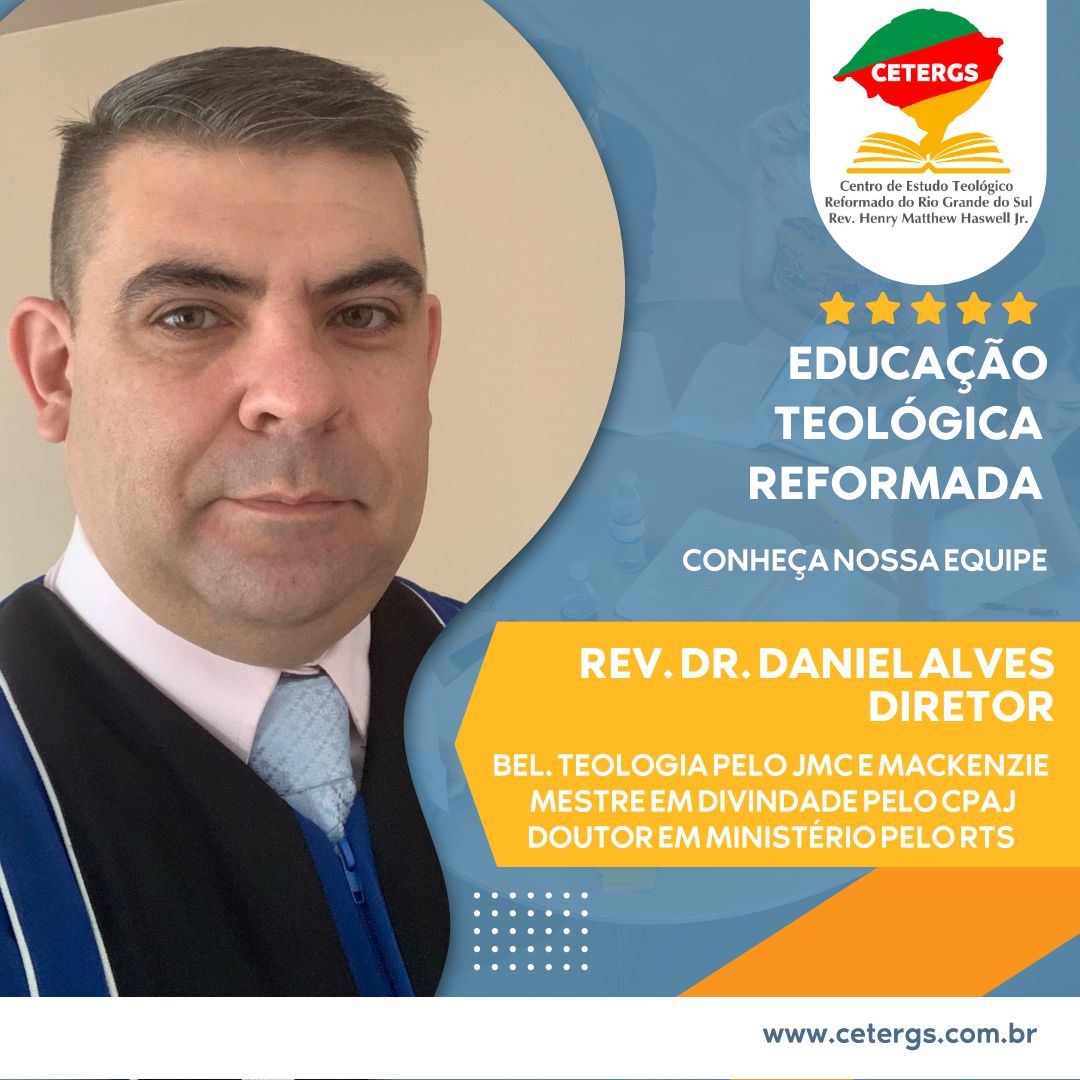 CETERGS
Centro de Estudo Teológico
Reformado do Rio Grande do Sul
Rev. Henry Matthew Haswell Jr.
EDUCAÇÃO
TEOLÓGICA
REFORMADA
CONHEÇA NOSSA EQUIPE
REV. DR. DANIEL ALVES
DIRETOR
BEL. TEOLOGIA PELO JMC E MACKENZIE
MESTRE EM DIVINDADE PELO CPAJ
DOUTOR EM MINISTÉRIO PELO RTS
www.cetergs.com.br